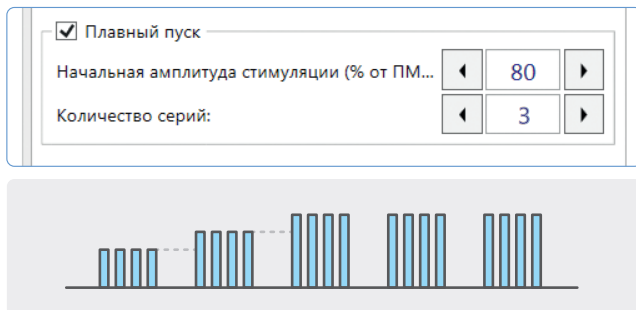 Плавный пуск
Начальная амплитуда стимуляции (% от ПМ... 80
Количество серий: 3